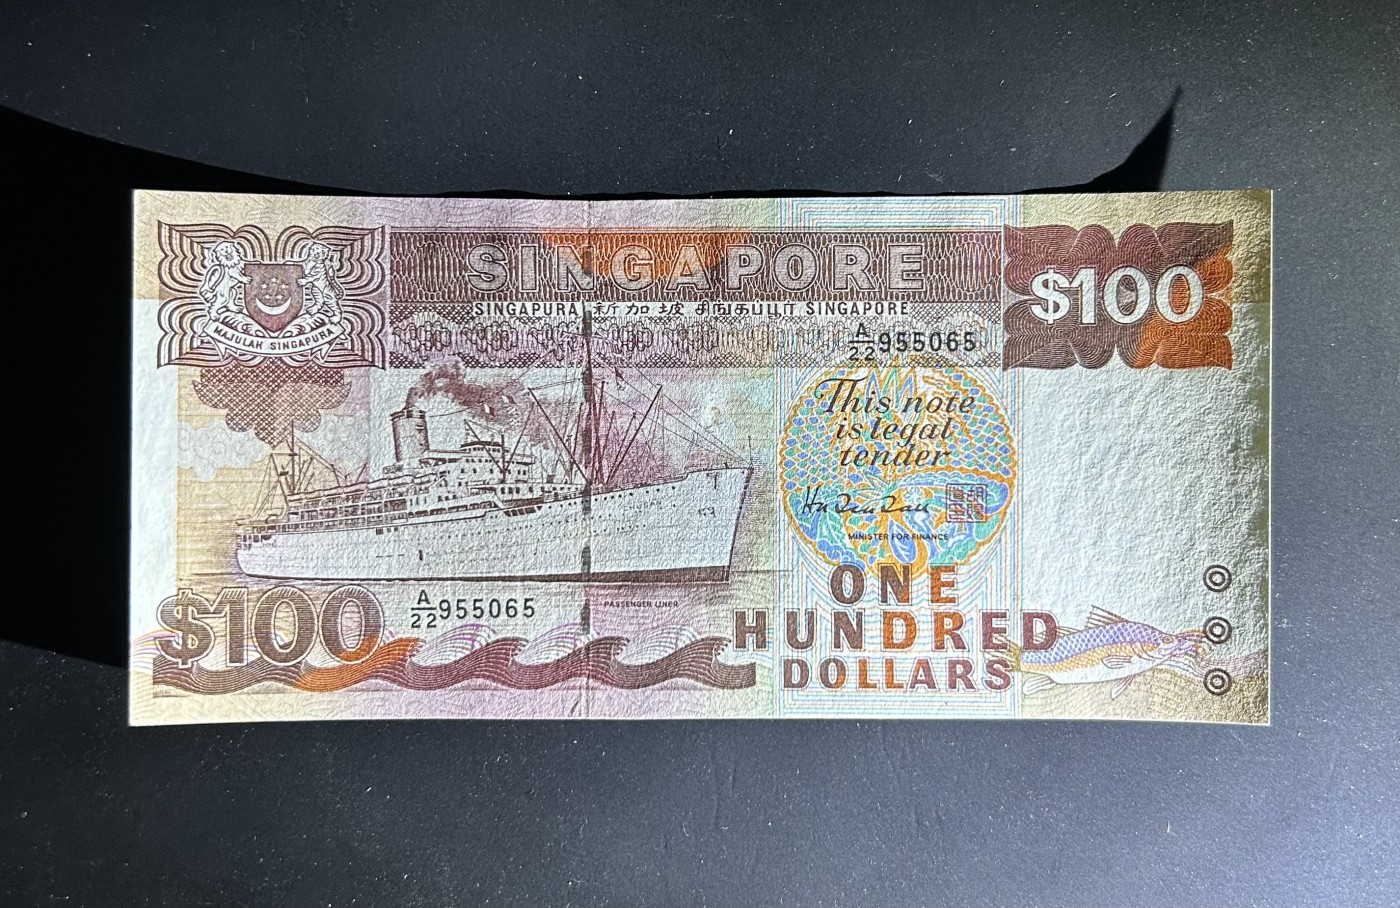 SINGAPORE
$100
SINGAPURA 新加坡 சிங்கப்பூர் SINGAPORE
MAJULAH SINGAPURA
A/22 955065
This note
is legal
tender
MINISTER FOR FINANCE
ONE
HUNDRED
DOLLARS
$100
A/22 955065
PASSENGER LINER